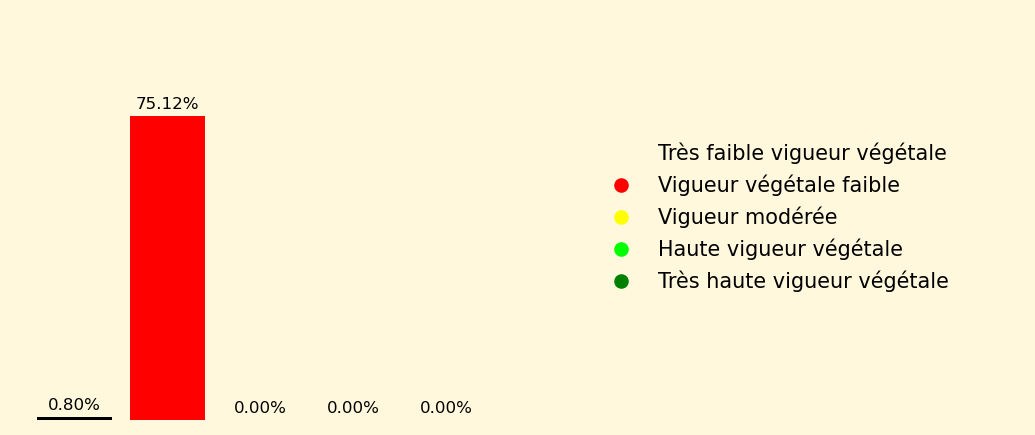 75.12%
0.80%
0.00%
0.00%
0.00%
Très faible vigueur végétale
Vigueur végétale faible
Vigueur modérée
Haute vigueur végétale
Très haute vigueur végétale